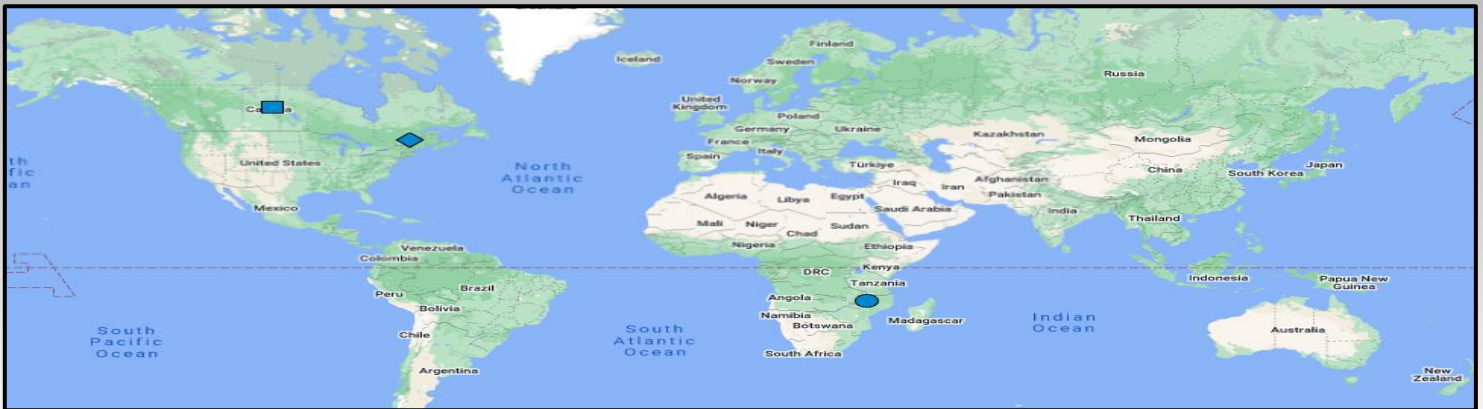 Iceland
Finland
Sweden
Norway
Russia
United
Kingdom
Poland
Germany
Ukraine
France
Kazakhstan
Mongolia
Italy
Spain
Türkiye
United States
North
Atlantic
Ocean
Japan
China
South Korea
Afghanistan
Iraq
Iran
Pakistan
Algeria
Libya
Egypt
Saudi Arabia
Mexico
India
Mali
Niger
Chad
Sudan
Thailand
Nigeria
Ethiopia
Venezuela
Colombia
DRC
Kenya
Indonesia
Papua New
Guinea
Tanzania
Peru
Brazil
Angola
Bolivia
Namibia
Botswana
Madagascar
Indian
Ocean
South
Pacific
Ocean
Chile
South
Atlantic
Ocean
Australia
South Africa
Argentina
New
Zealand